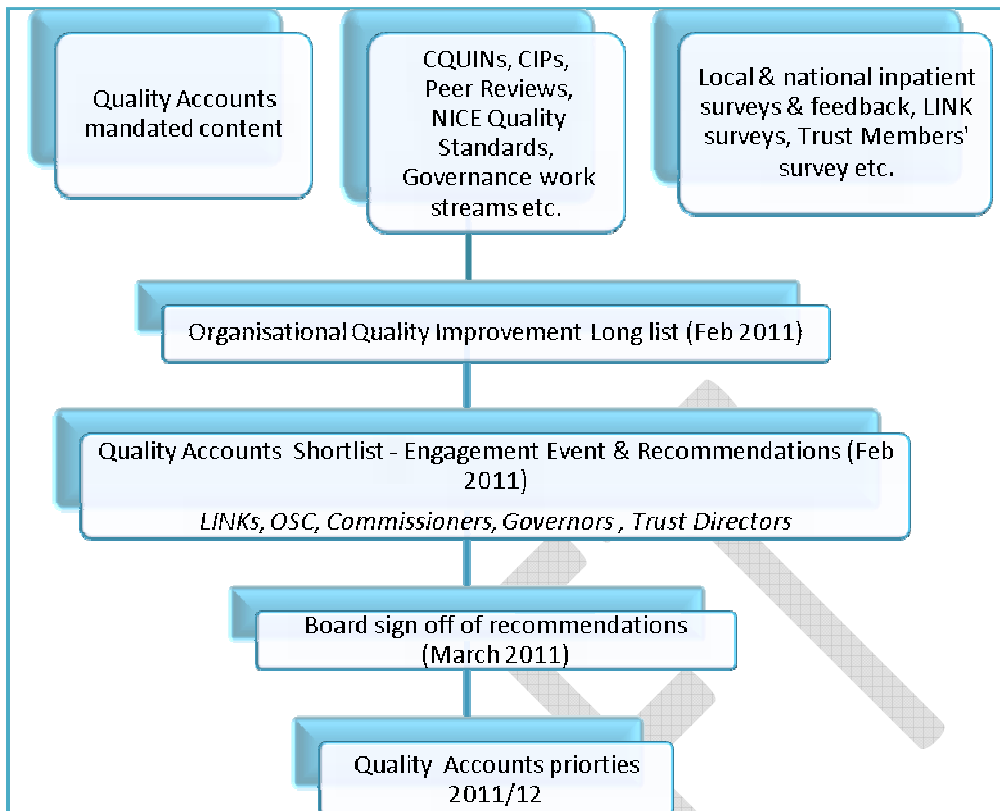 Quality Accounts
mandated content
CQUINs, CIPs,
Peer Reviews,
NICE Quality
Standards,
Governance work
streams etc.
Local & national inpatient
surveys & feedback, LINK
surveys, Trust Members'
survey etc.
Organisational Quality Improvement Long list (Feb 2011)
Quality Accounts Shortlist - Engagement Event & Recommendations (Feb
2011)
LINKs, OSC, Commissioners, Governors , Trust Directors
Board sign off of recommendations
(March 2011)
Quality Accounts priorties
2011/12